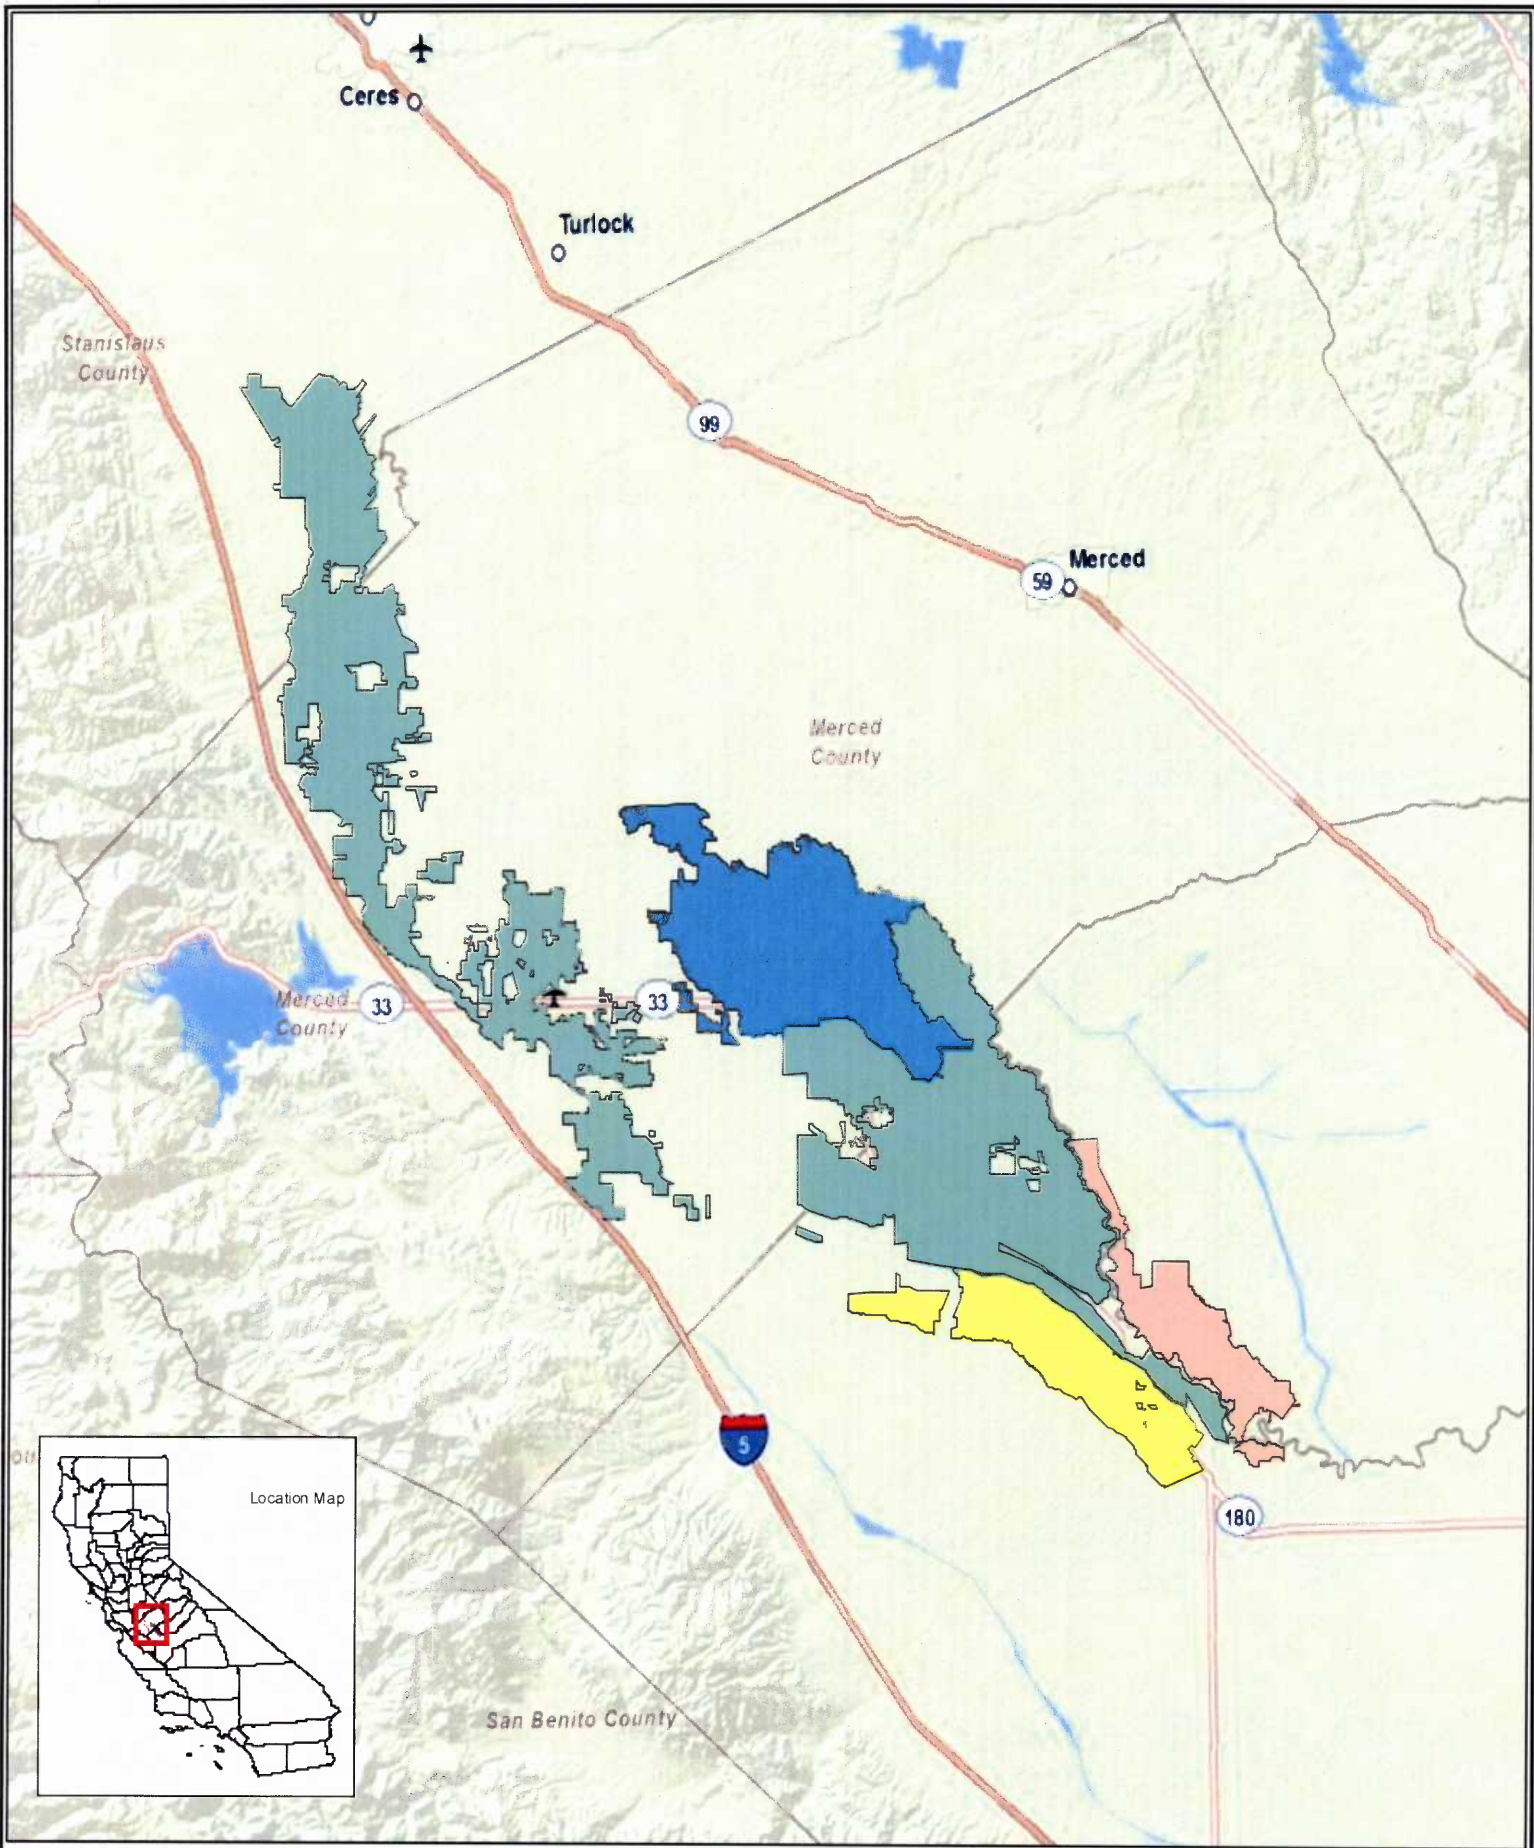 Ceres
Turlock
Stanislaus
County
99
Merced
59
Merced
County
Merced
County
33
33
5
Location Map
180
San Benito County